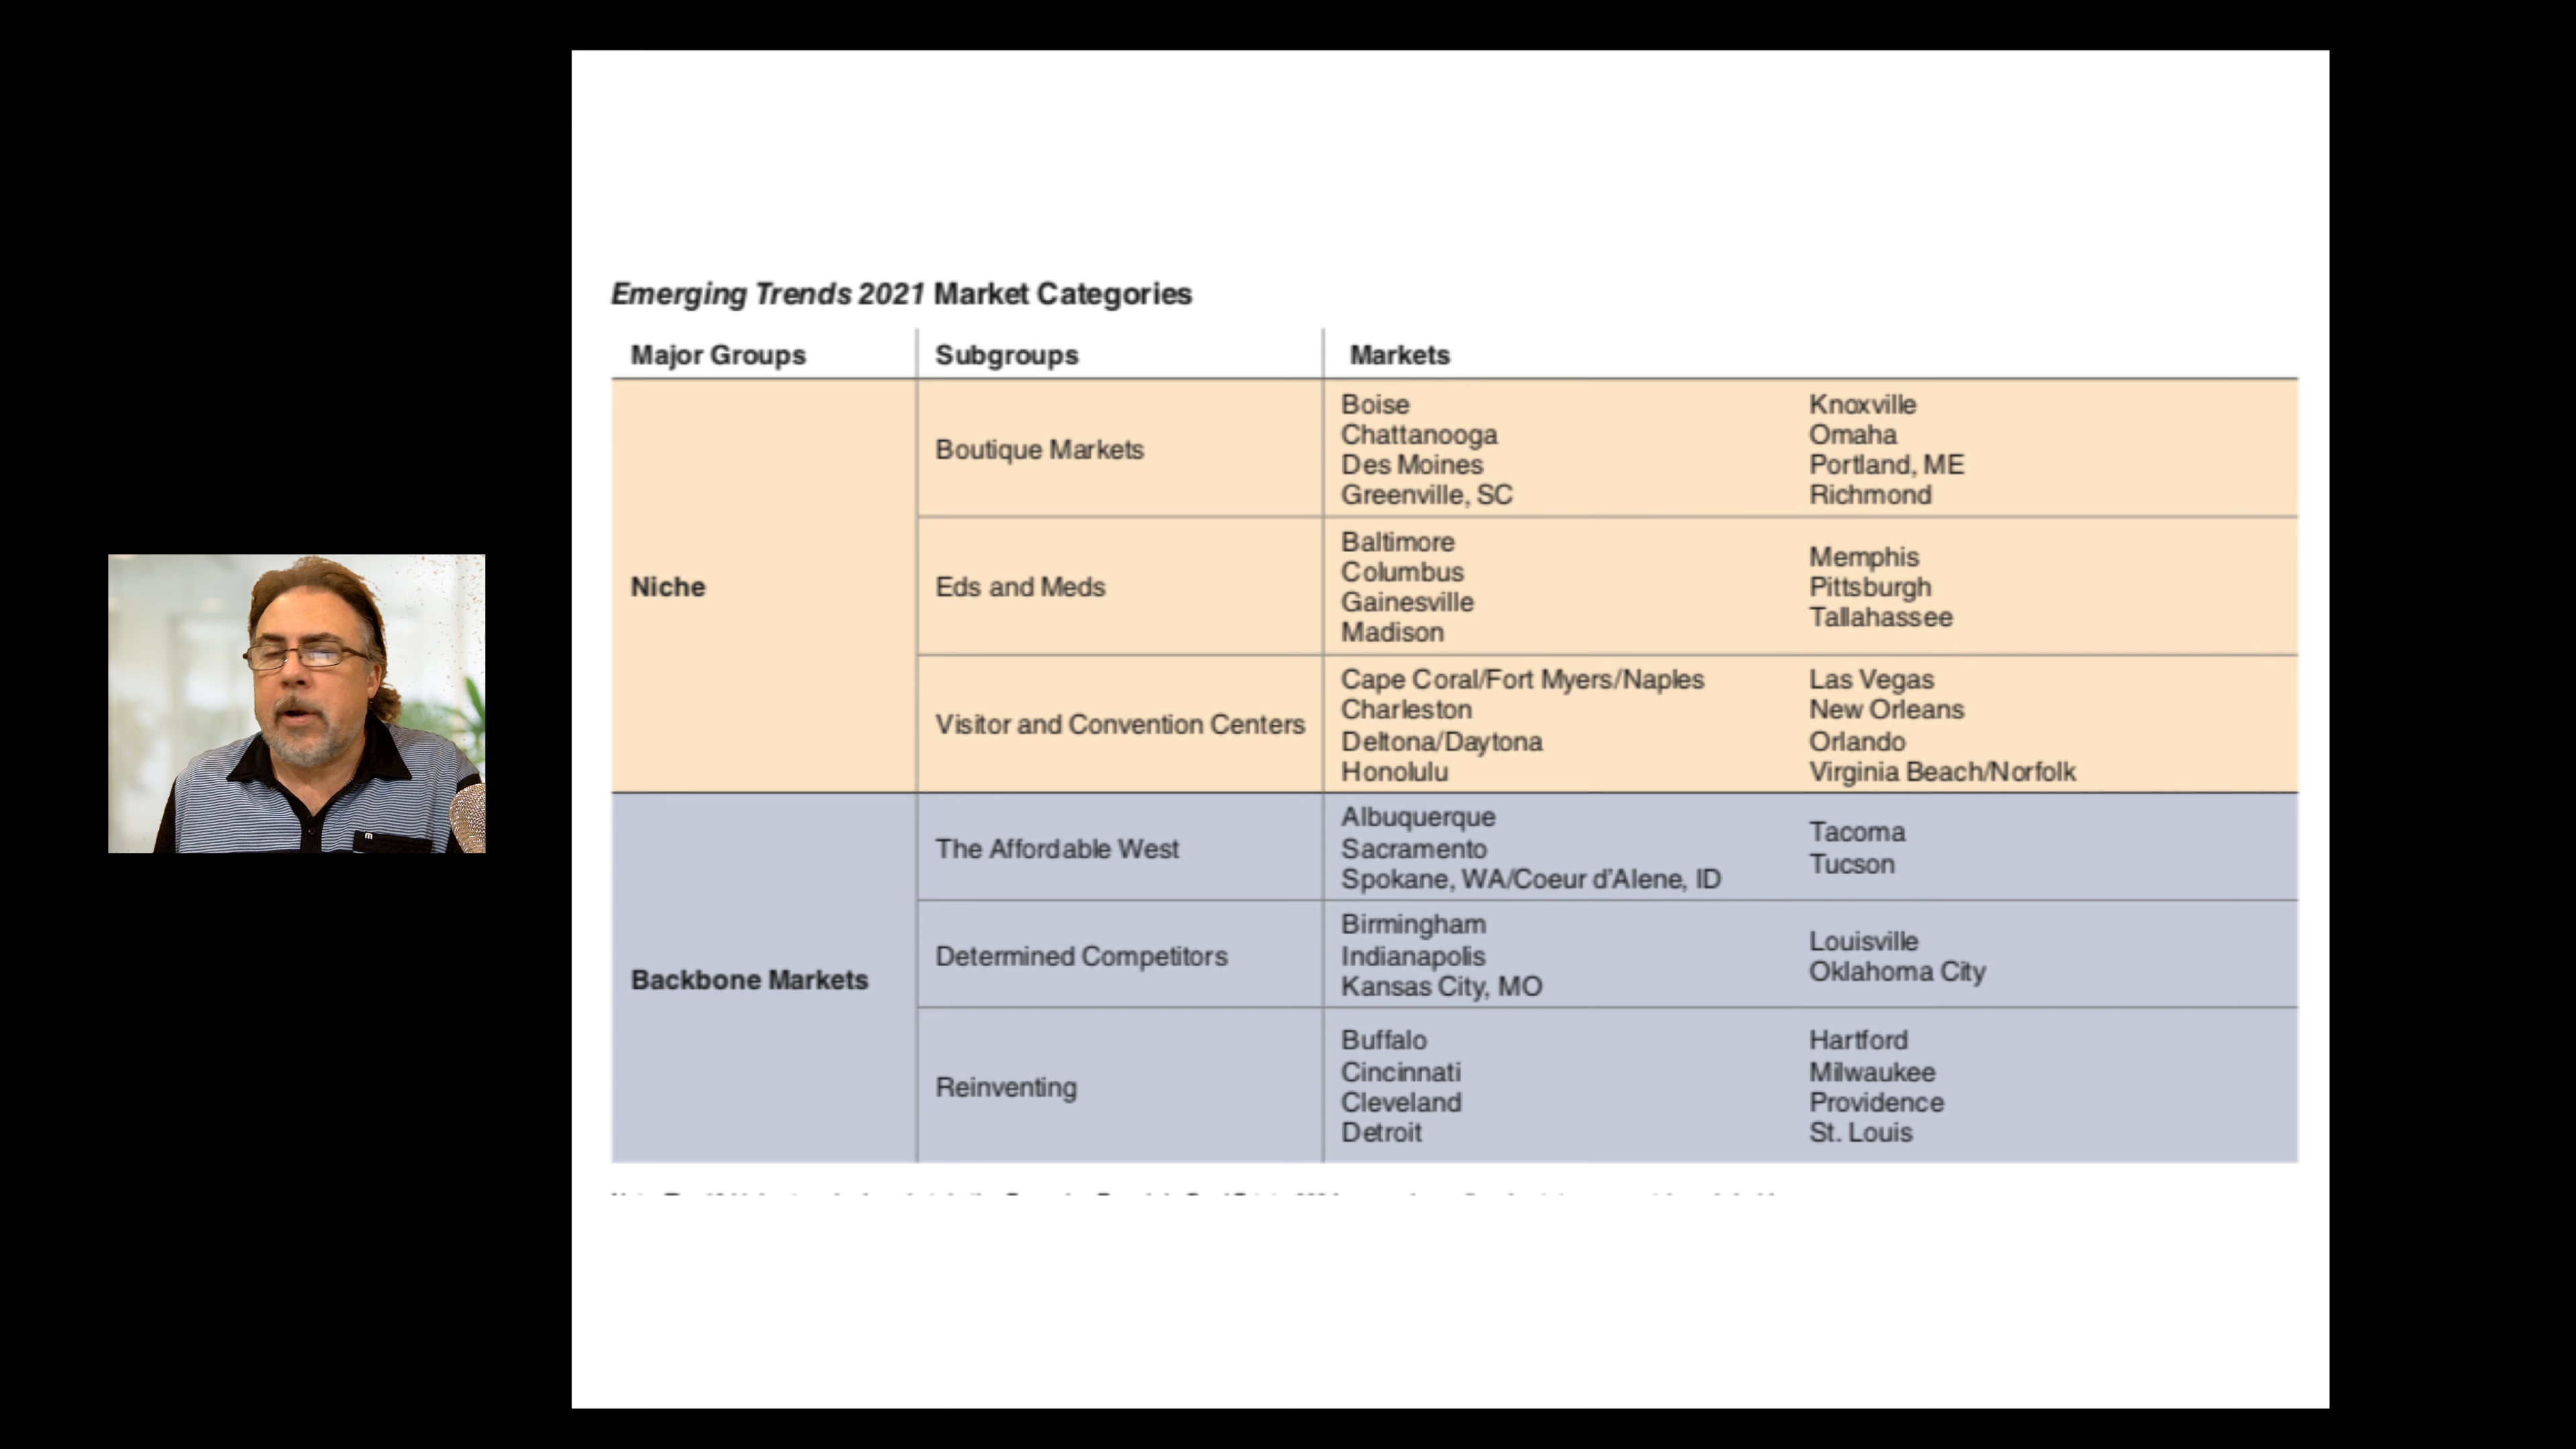 Emerging Trends 2021 Market Categories
Major Groups Subgroups Markets
Niche
Boutique Markets
Boise Knoxville
Chattanooga Omaha
Des Moines Portland, ME
Greenville, SC Richmond
Eds and Meds
Baltimore
Columbus
Gainesville
Madison
Memphis
Pittsburgh
Tallahassee
Visitor and Convention Centers
Cape Coral/Fort Myers/Naples Las Vegas
Charleston New Orleans
Deltona/Daytona Orlando
Honolulu Virginia Beach/Norfolk
Backbone Markets
The Affordable West
Albuquerque
Sacramento
Spokane, WA/Coeur d'Alene, ID
Tacoma
Tucson
Determined Competitors
Birmingham
Indianapolis
Kansas City, MO
Louisville
Oklahoma City
Reinventing
Buffalo Hartford
Cincinnati Milwaukee
Cleveland Providence
Detroit St. Louis